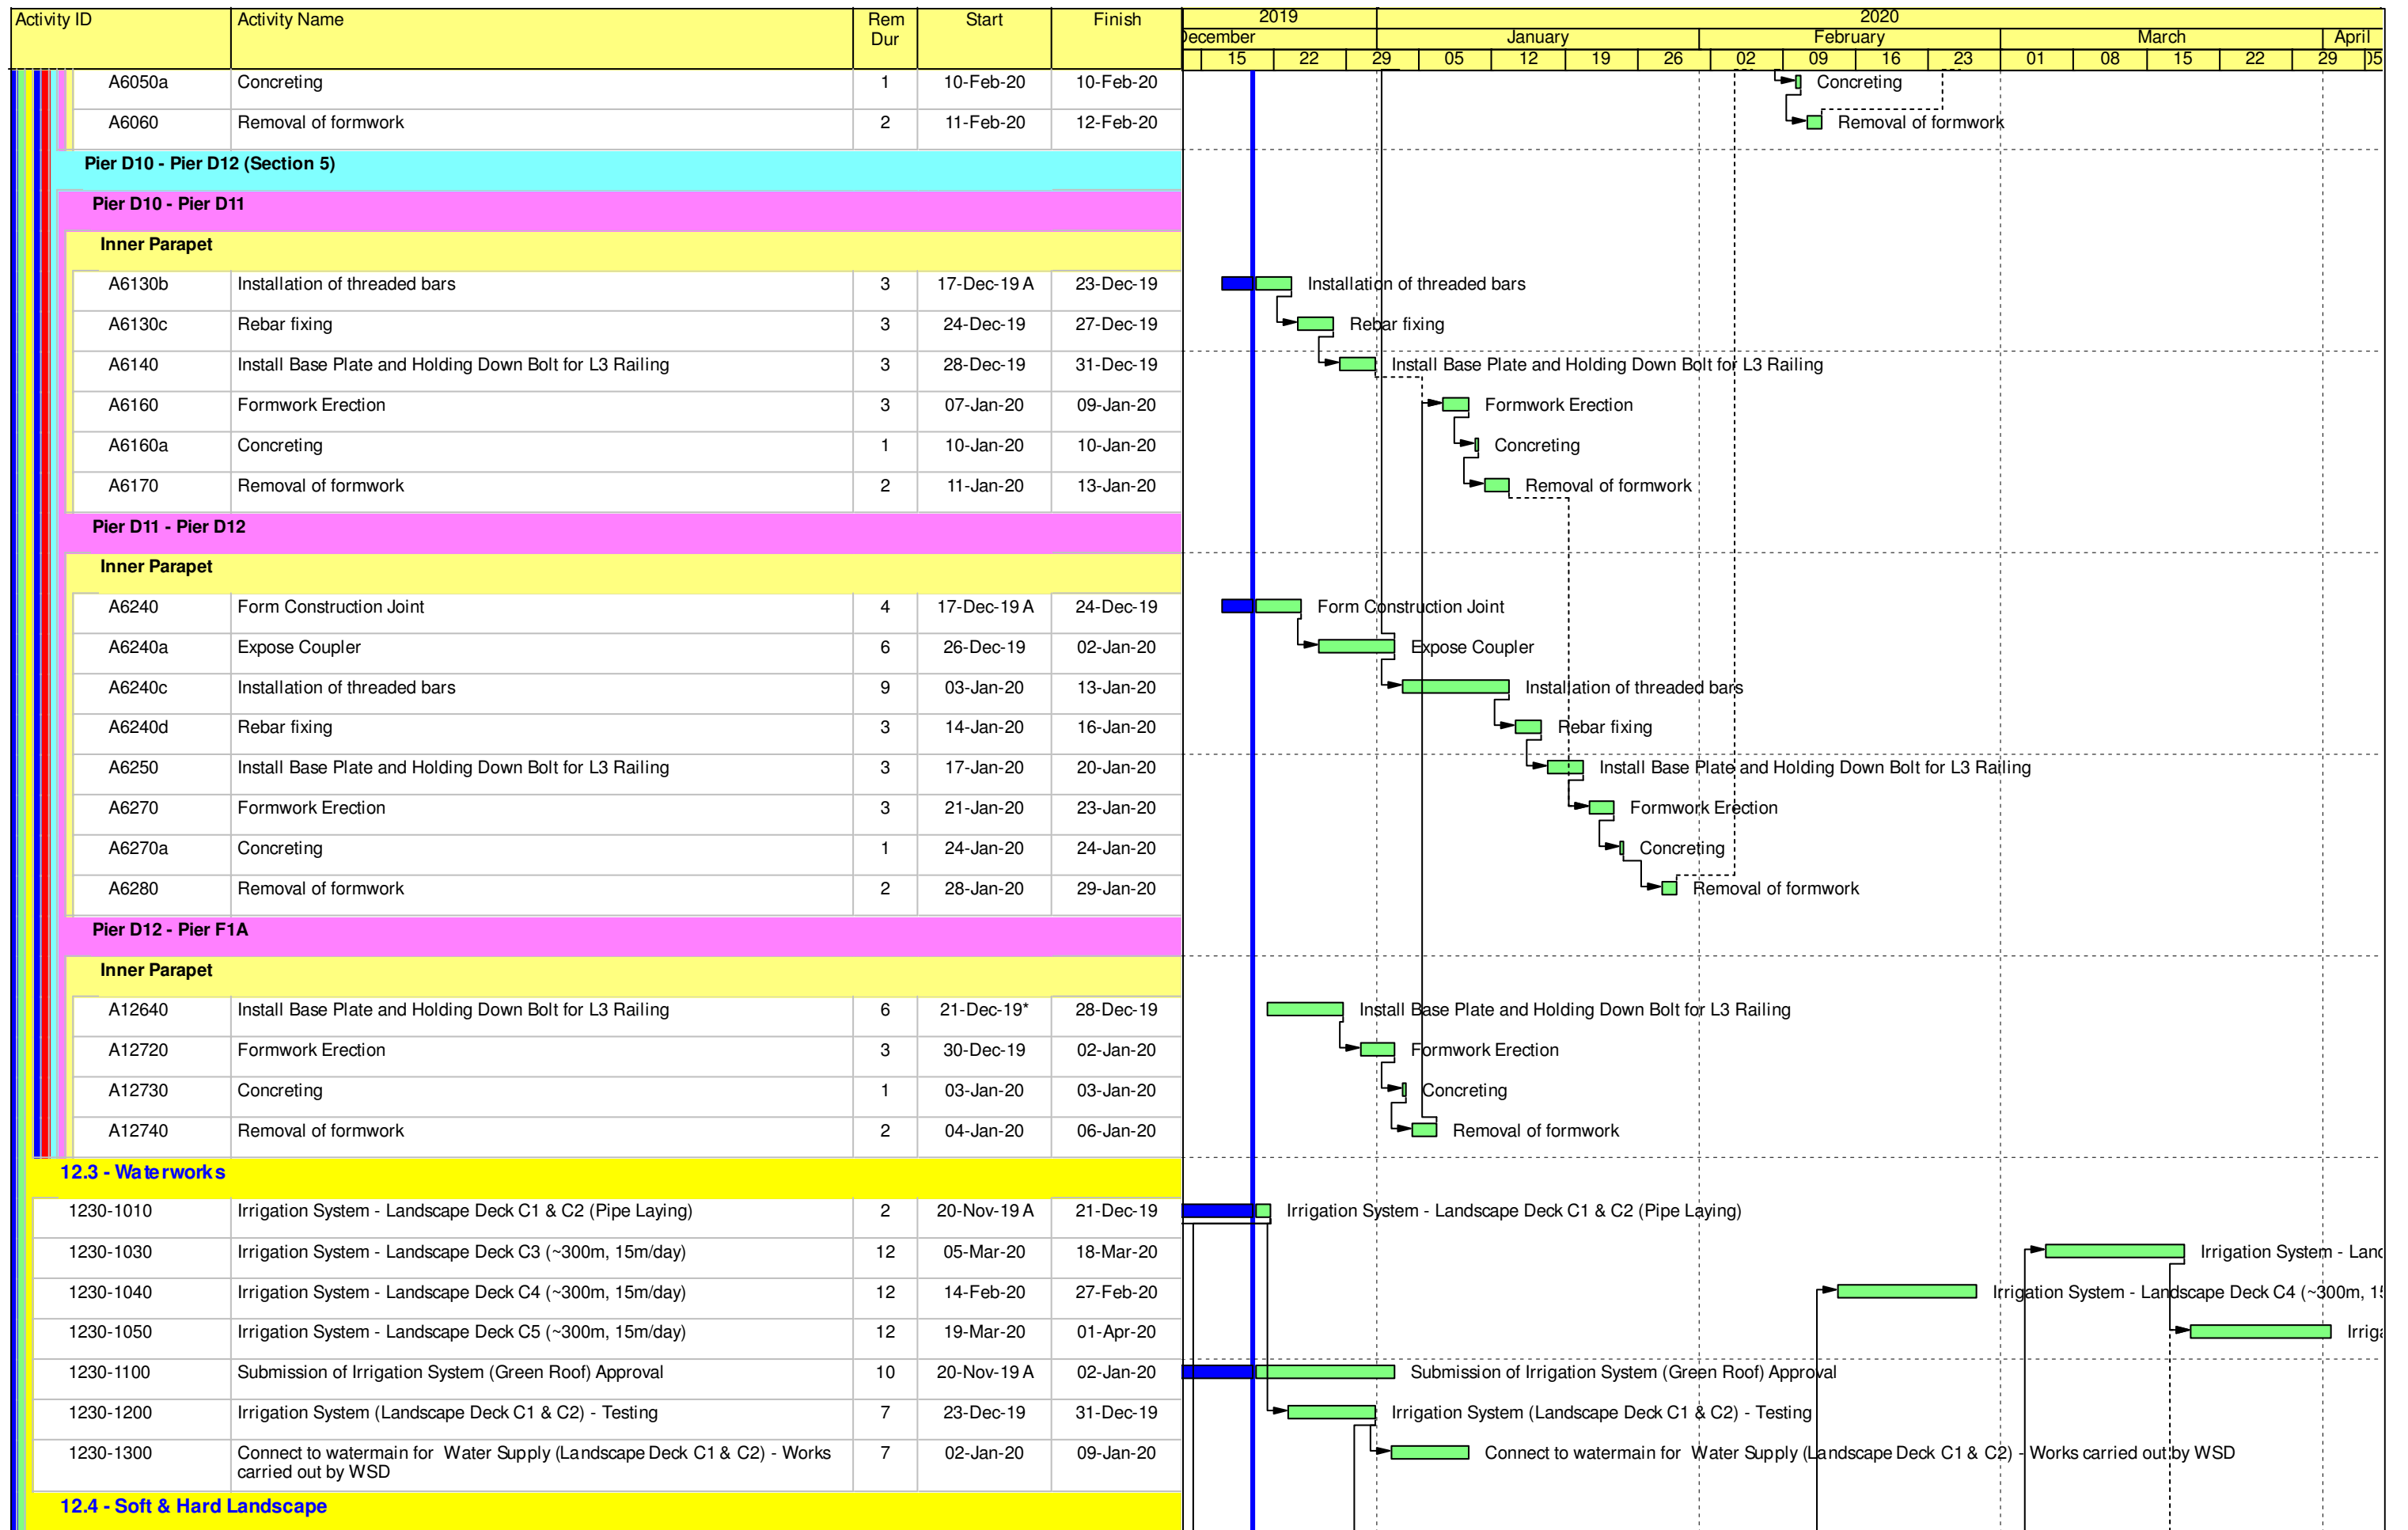 Activity ID Activity Name Rem Dur Start Finish 2019 2020
December January February March April
15 22 29 05 12 19 26 02 09 16 23 01 08 15 22 29 05
A6050a Concreting 1 10-Feb-20 10-Feb-20 Concreting
A6060 Removal of formwork 2 11-Feb-20 12-Feb-20 Removal of formwork
Pier D10 - Pier D12 (Section 5)
Pier D10 - Pier D11
Inner Parapet
A6130b Installation of threaded bars 3 17-Dec-19 A 23-Dec-19 Installation of threaded bars
A6130c Rebar fixing 3 24-Dec-19 27-Dec-19 Rebar fixing
A6140 Install Base Plate and Holding Down Bolt for L3 Railing 3 28-Dec-19 31-Dec-19 Install Base Plate and Holding Down Bolt for L3 Railing
A6160 Formwork Erection 3 07-Jan-20 09-Jan-20 Formwork Erection
A6160a Concreting 1 10-Jan-20 10-Jan-20 Concreting
A6170 Removal of formwork 2 11-Jan-20 13-Jan-20 Removal of formwork
Pier D11 - Pier D12
Inner Parapet
A6240 Form Construction Joint 4 17-Dec-19 A 24-Dec-19 Form Construction Joint
A6240a Expose Coupler 6 26-Dec-19 02-Jan-20 Expose Coupler
A6240c Installation of threaded bars 9 03-Jan-20 13-Jan-20 Installation of threaded bars
A6240d Rebar fixing 3 14-Jan-20 16-Jan-20 Rebar fixing
A6250 Install Base Plate and Holding Down Bolt for L3 Railing 3 17-Jan-20 20-Jan-20 Install Base Plate and Holding Down Bolt for L3 Railing
A6270 Formwork Erection 3 21-Jan-20 23-Jan-20 Formwork Erection
A6270a Concreting 1 24-Jan-20 24-Jan-20 Concreting
A6280 Removal of formwork 2 28-Jan-20 29-Jan-20 Removal of formwork
Pier D12 - Pier F1A
Inner Parapet
A12640 Install Base Plate and Holding Down Bolt for L3 Railing 6 21-Dec-19* 28-Dec-19 Install Base Plate and Holding Down Bolt for L3 Railing
A12720 Formwork Erection 3 30-Dec-19 02-Jan-20 Formwork Erection
A12730 Concreting 1 03-Jan-20 03-Jan-20 Concreting
A12740 Removal of formwork 2 04-Jan-20 06-Jan-20 Removal of formwork
12.3 - Waterworks
1230-1010 Irrigation System - Landscape Deck C1 & C2 (Pipe Laying) 2 20-Nov-19 A 21-Dec-19 Irrigation System - Landscape Deck C1 & C2 (Pipe Laying)
1230-1030 Irrigation System - Landscape Deck C3 (~300m, 15m/day) 12 05-Mar-20 18-Mar-20 Irrigation System - Land
1230-1040 Irrigation System - Landscape Deck C4 (~300m, 15m/day) 12 14-Feb-20 27-Feb-20 Irrigation System - Landscape Deck C4 (~300m, 15
1230-1050 Irrigation System - Landscape Deck C5 (~300m, 15m/day) 12 19-Mar-20 01-Apr-20 Irriga
1230-1100 Submission of Irrigation System (Green Roof) Approval 10 20-Nov-19 A 02-Jan-20 Submission of Irrigation System (Green Roof) Approval
1230-1200 Irrigation System (Landscape Deck C1 & C2) - Testing 7 23-Dec-19 31-Dec-19 Irrigation System (Landscape Deck C1 & C2) - Testing
1230-1300 Connect to watermain for Water Supply (Landscape Deck C1 & C2) - Works 7 02-Jan-20 09-Jan-20 Connect to watermain for Water Supply (Landscape Deck C1 & C2) - Works carried out by WSD
carried out by WSD
12.4 - Soft & Hard Landscape